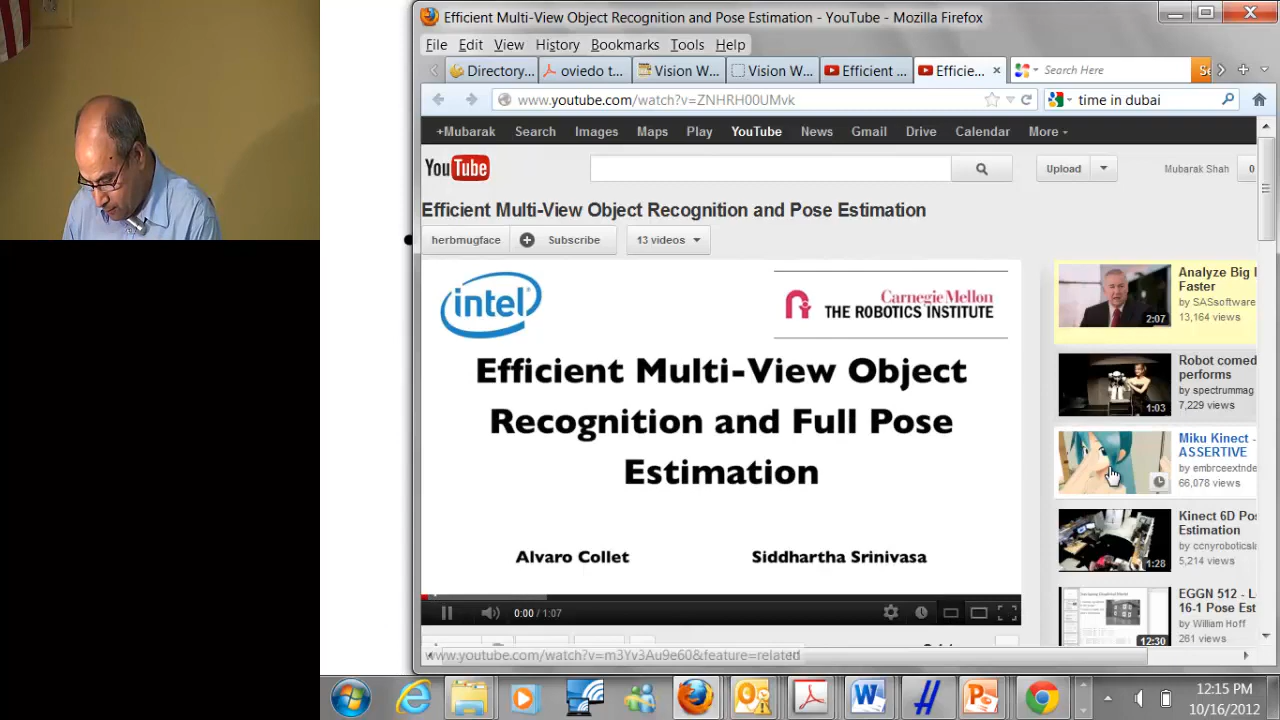 Efficient Multi-View Object Recognition and Pose Estimation - YouTube - Mozilla Firefox
File Edit View History Bookmarks Tools Help
Directory... oviedo t... Vision W... Vision W... Efficient ... Efficie... Search Here
www.youtube.com/watch?v=ZNHRH00UMvk time in dubai
+Mubarak Search Images Maps Play YouTube News Gmail Drive Calendar More
YouTube Upload Mubarak Shah 0
Efficient Multi-View Object Recognition and Pose Estimation
herbmugface Subscribe 13 videos
intel
Carnegie Mellon
THE ROBOTICS INSTITUTE
Efficient Multi-View Object
Recognition and Full Pose
Estimation
Alvaro Collet Siddhartha Srinivasa
0:00 / 1:07
Analyze Big
Faster
by SASsoftware
13,164 views
2:07
Robot comed
performs
by spectrummag
7,229 views
1:03
Miku Kinect -
ASSERTIVE
by embrceextnde
66,078 views
Kinect 6D Po
Estimation
by ccnyroboticsl
5,214 views
1:28
EGGN 512 - L
16-1 Pose Est
by William Hoff
261 views
12:30
www.youtube.com/watch?v=m3Yv3Au9e60&feature=related
12:15 PM
10/16/2012